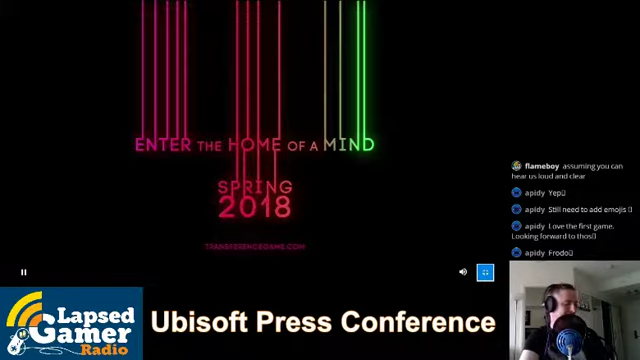 ENTER THE HOME OF A MIND
SPRING
2018
TRANSFERENCEGAME.COM
flameboy assuming you can
hear us loud and clear
apidy Yep
apidy Still need to add emojis
apidy Love the first game.
Looking forward to thos
apidy Frodo
Lapsed
Gamer
Radio
Ubisoft Press Conference